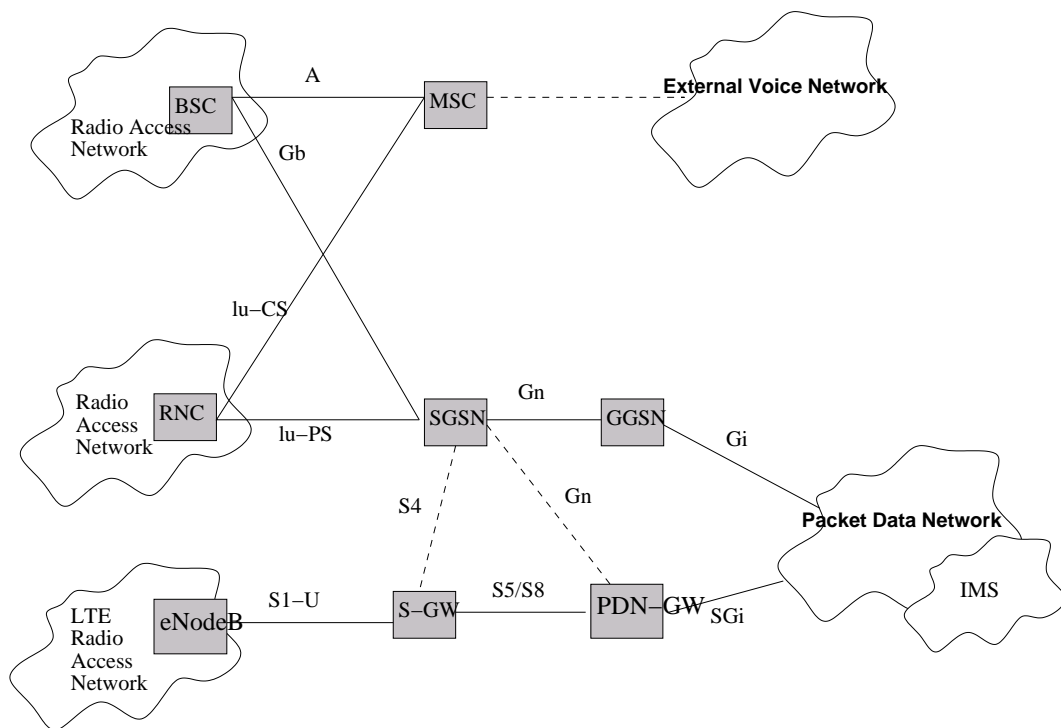 A
External Voice Network
BSC
MSC
Radio Access
Network
Gb
lu–CS
Radio
Access
Network
RNC
lu–PS
SGSN
Gn
GGSN
Gi
S4
Gn
Packet Data Network
IMS
LTE
Radio
Access
Network
eNodeB
S1–U
S–GW
S5/S8
PDN–GW
SGi